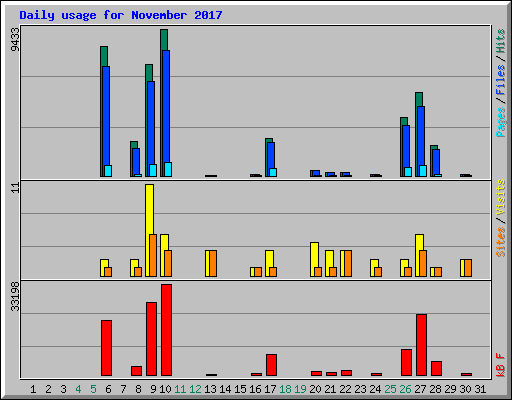 Daily usage for November 2017
9433
11
33198
Pages/Files/Hits
Sites/Visits
kB F
1 2 3 4 5 6 7 8 9 10 11 12 13 14 15 16 17 18 19 20 21 22 23 24 25 26 27 28 29 30 31